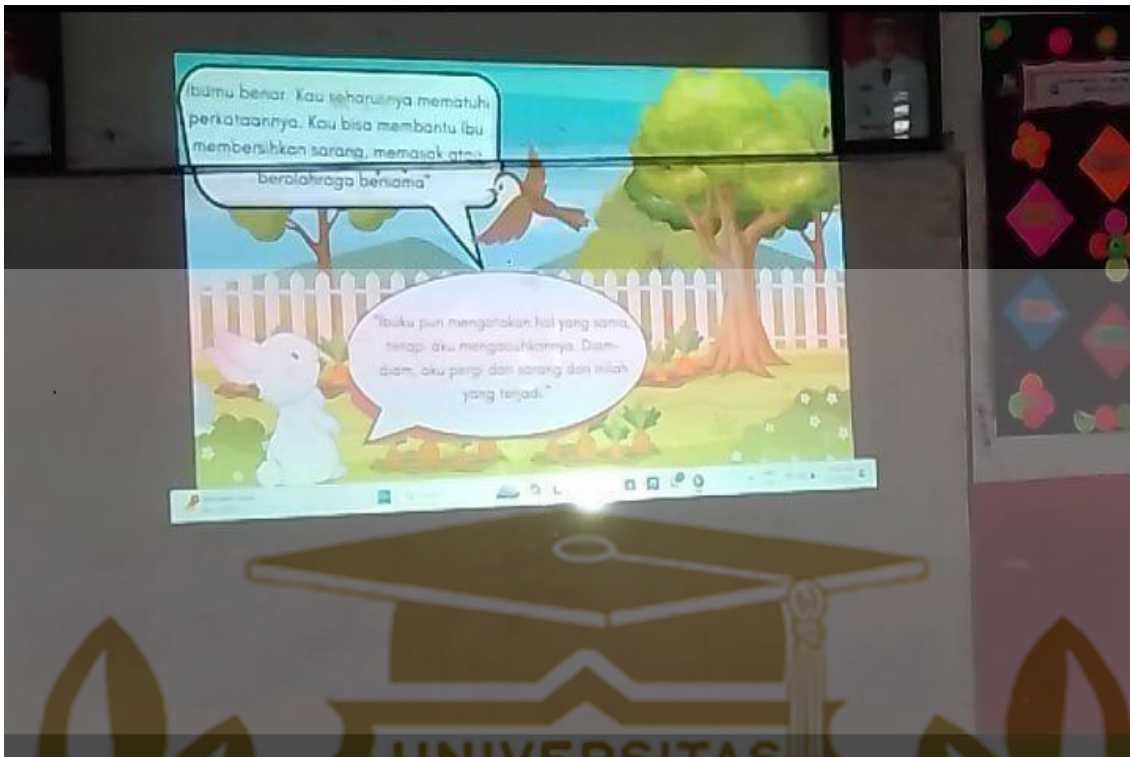 Ibumu benar. Kau seharusnya mematuhi
perkataannya. Kau bisa membantu Ibu
membersihkan sarang, memasak atau
berolahraga bersama"
"Ibuku pun mengatakan hal yang sama,
tetapi aku mengacuhkannya. Diam-
diam, aku pergi dari sarang dan inilah
yang terjadi."
UNIVERSITAS